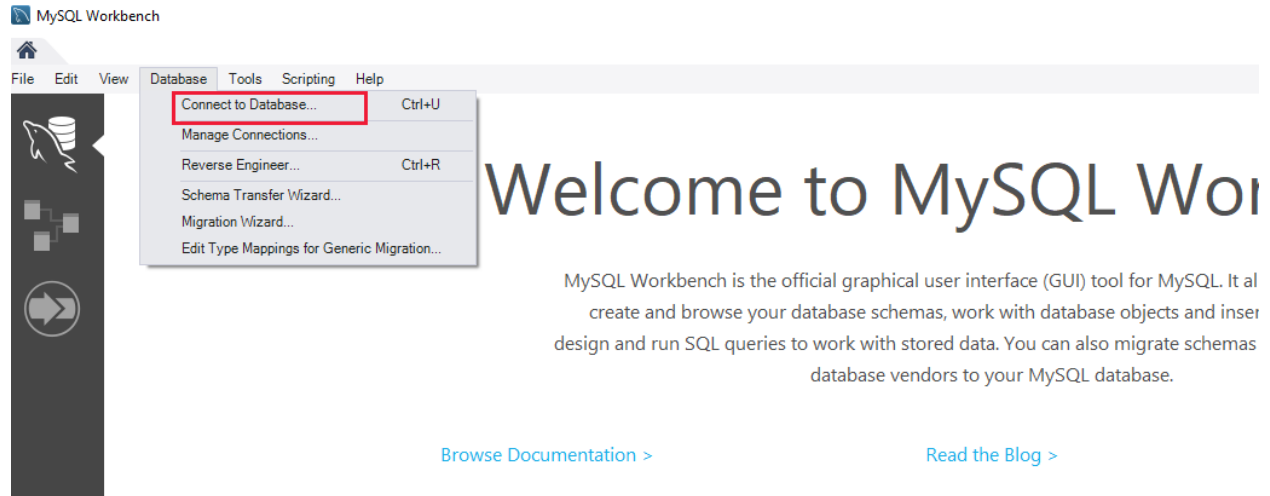 MySQL Workbench
File Edit View Database Tools Scripting Help
Connect to Database... Ctrl+U
Manage Connections...
Reverse Engineer... Ctrl+R
Schema Transfer Wizard...
Migration Wizard...
Edit Type Mappings for Generic Migration...
Welcome to MySQL Wor
MySQL Workbench is the official graphical user interface (GUI) tool for MySQL. It al
create and browse your database schemas, work with database objects and inser
design and run SQL queries to work with stored data. You can also migrate schemas
database vendors to your MySQL database.
Browse Documentation > Read the Blog >